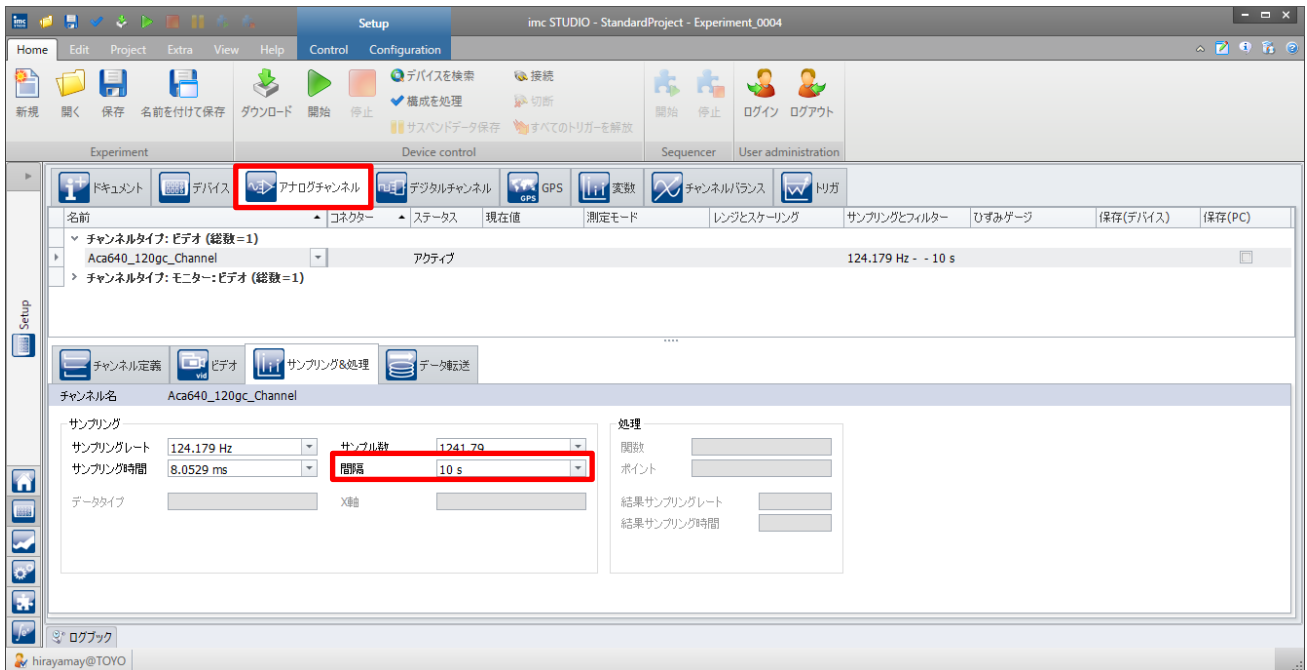 imc
Setup
imc STUDIO - StandardProject - Experiment_0004
Home Edit Project Extra View Help Control Configuration
新規 開く 保存 名前を付けて保存 ダウンロード 開始 停止
デバイスを検索 接続
構成を処理 切断
サスペンドデータ保存 すべてのトリガーを解放
開始 停止 ログイン ログアウト
Experiment Device control Sequencer User administration
ドキュメント デバイス アナログチャンネル デジタルチャンネル GPS GPS 変数 チャンネルバランス トリガ
名前 コネクター ステータス 現在値 測定モード レンジとスケーリング サンプリングとフィルター ひずみゲージ 保存(デバイス) 保存(PC)
チャンネルタイプ: ビデオ (総数=1)
Aca640_120gc_Channel アクティブ 124.179 Hz - - 10 s
チャンネルタイプ: モニター:ビデオ (総数=1)
Setup
チャンネル定義 vid ビデオ サンプリング&処理 データ転送
チャンネル名 Aca640_120gc_Channel
サンプリング 処理
サンプリングレート 124.179 Hz サンプル数 1241.79 関数
サンプリング時間 8.0529 ms 間隔 10 s ポイント
データタイプ X軸 結果サンプリングレート
結果サンプリング時間
ログブック
hirayamay@TOYO